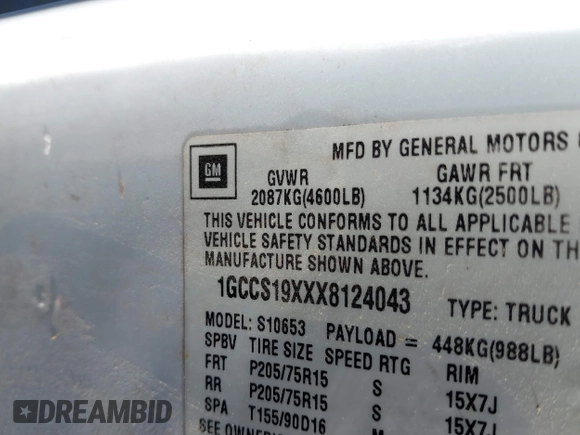 GM
MFD BY GENERAL MOTORS
GVWR GAWR FRT
2087KG(4600LB) 1134KG(2500LB)
THIS VEHICLE CONFORMS TO ALL APPLICABLE
VEHICLE SAFETY STANDARDS IN EFFECT ON TH
MANUFACTURE SHOWN ABOVE.
1GCCS19XXX8124043 TYPE: TRUCK
MODEL: S10653 PAYLOAD = 448KG(988LB)
SPBV TIRE SIZE SPEED RTG RIM
FRT P205/75R15 S 15X7J
RR P205/75R15 S 15X7J
SPA T155/90D16 M
SEE OWNER
DREAMBID